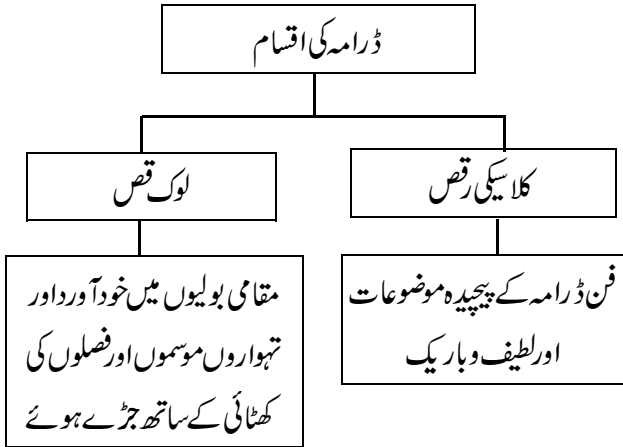 ڈرامہ کی اقسام
کلاسیکی رقص
لوک قص
فن ڈرامہ کے پیچیدہ موضوعات
اور لطیف و باریک
مقامی بولیوں میں خود آورد اور
تہواروں موسموں اور فصلوں کی
کھٹائی کے ساتھ جڑے ہوئے